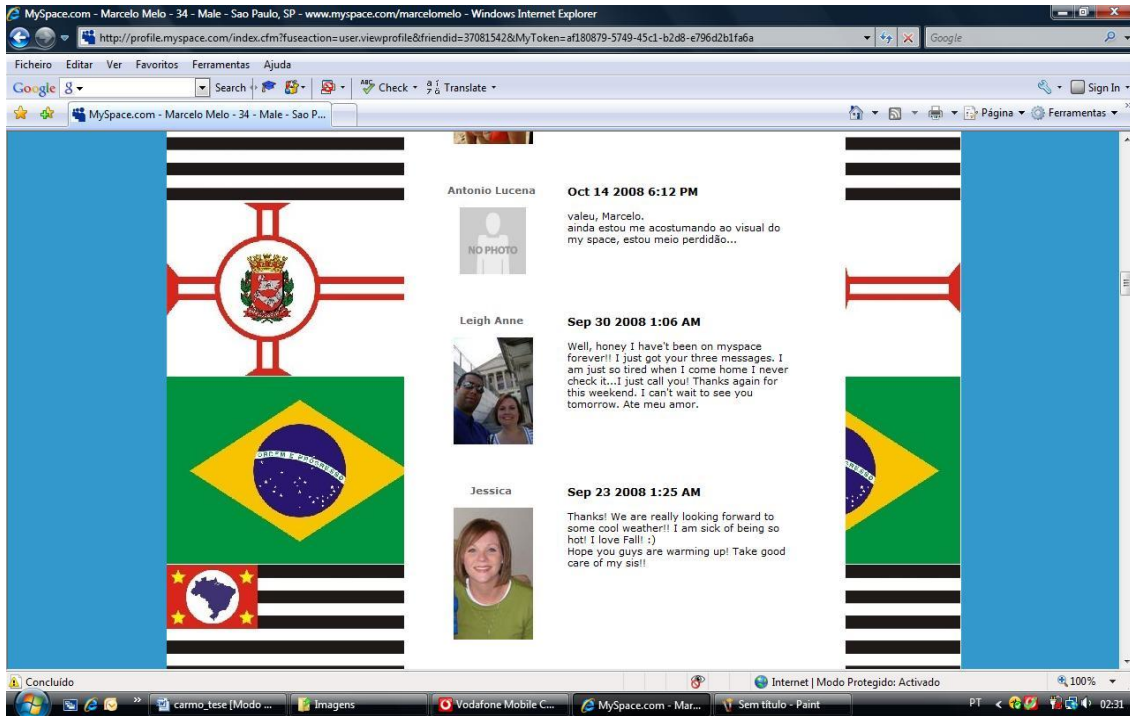 MySpace.com - Marcelo Melo - 34 - Male - Sao Paulo, SP - www.myspace.com/marcelomelo - Windows Internet Explorer
http://profile.myspace.com/index.cfm?fuseaction=user.viewprofile&friendid=37081542&MyToken=af180879-5749-45c1-b2d8-e796d2b1fa6a
Google
Ficheiro Editar Ver Favoritos Ferramentas Ajuda
Google Search Check Translate Sign In
MySpace.com - Marcelo Melo - 34 - Male - Sao P...
Página Ferramentas
Antonio Lucena
Oct 14 2008 6:12 PM
NO PHOTO
valeu, Marcelo.
ainda estou me acostumando ao visual do
my space, estou meio perdidão...
Leigh Anne
Sep 30 2008 1:06 AM
Well, honey I have't been on myspace
forever!! I just got your three messages. I
am just so tired when I come home I never
check it...I just call you! Thanks again for
this weekend. I can't wait to see you
tomorrow. Ate meu amor.
ORDEM E PROGRESSO
Jessica
Sep 23 2008 1:25 AM
Thanks! We are really looking forward to
some cool weather!! I am sick of being so
hot! I love Fall! :)
Hope you guys are warming up! Take good
care of my sis!!
Concluído
Internet | Modo Protegido: Activado
100%
carmo_tese [Modo ... Imagens Vodafone Mobile C... MySpace.com - Mar... Sem título - Paint PT 02:31